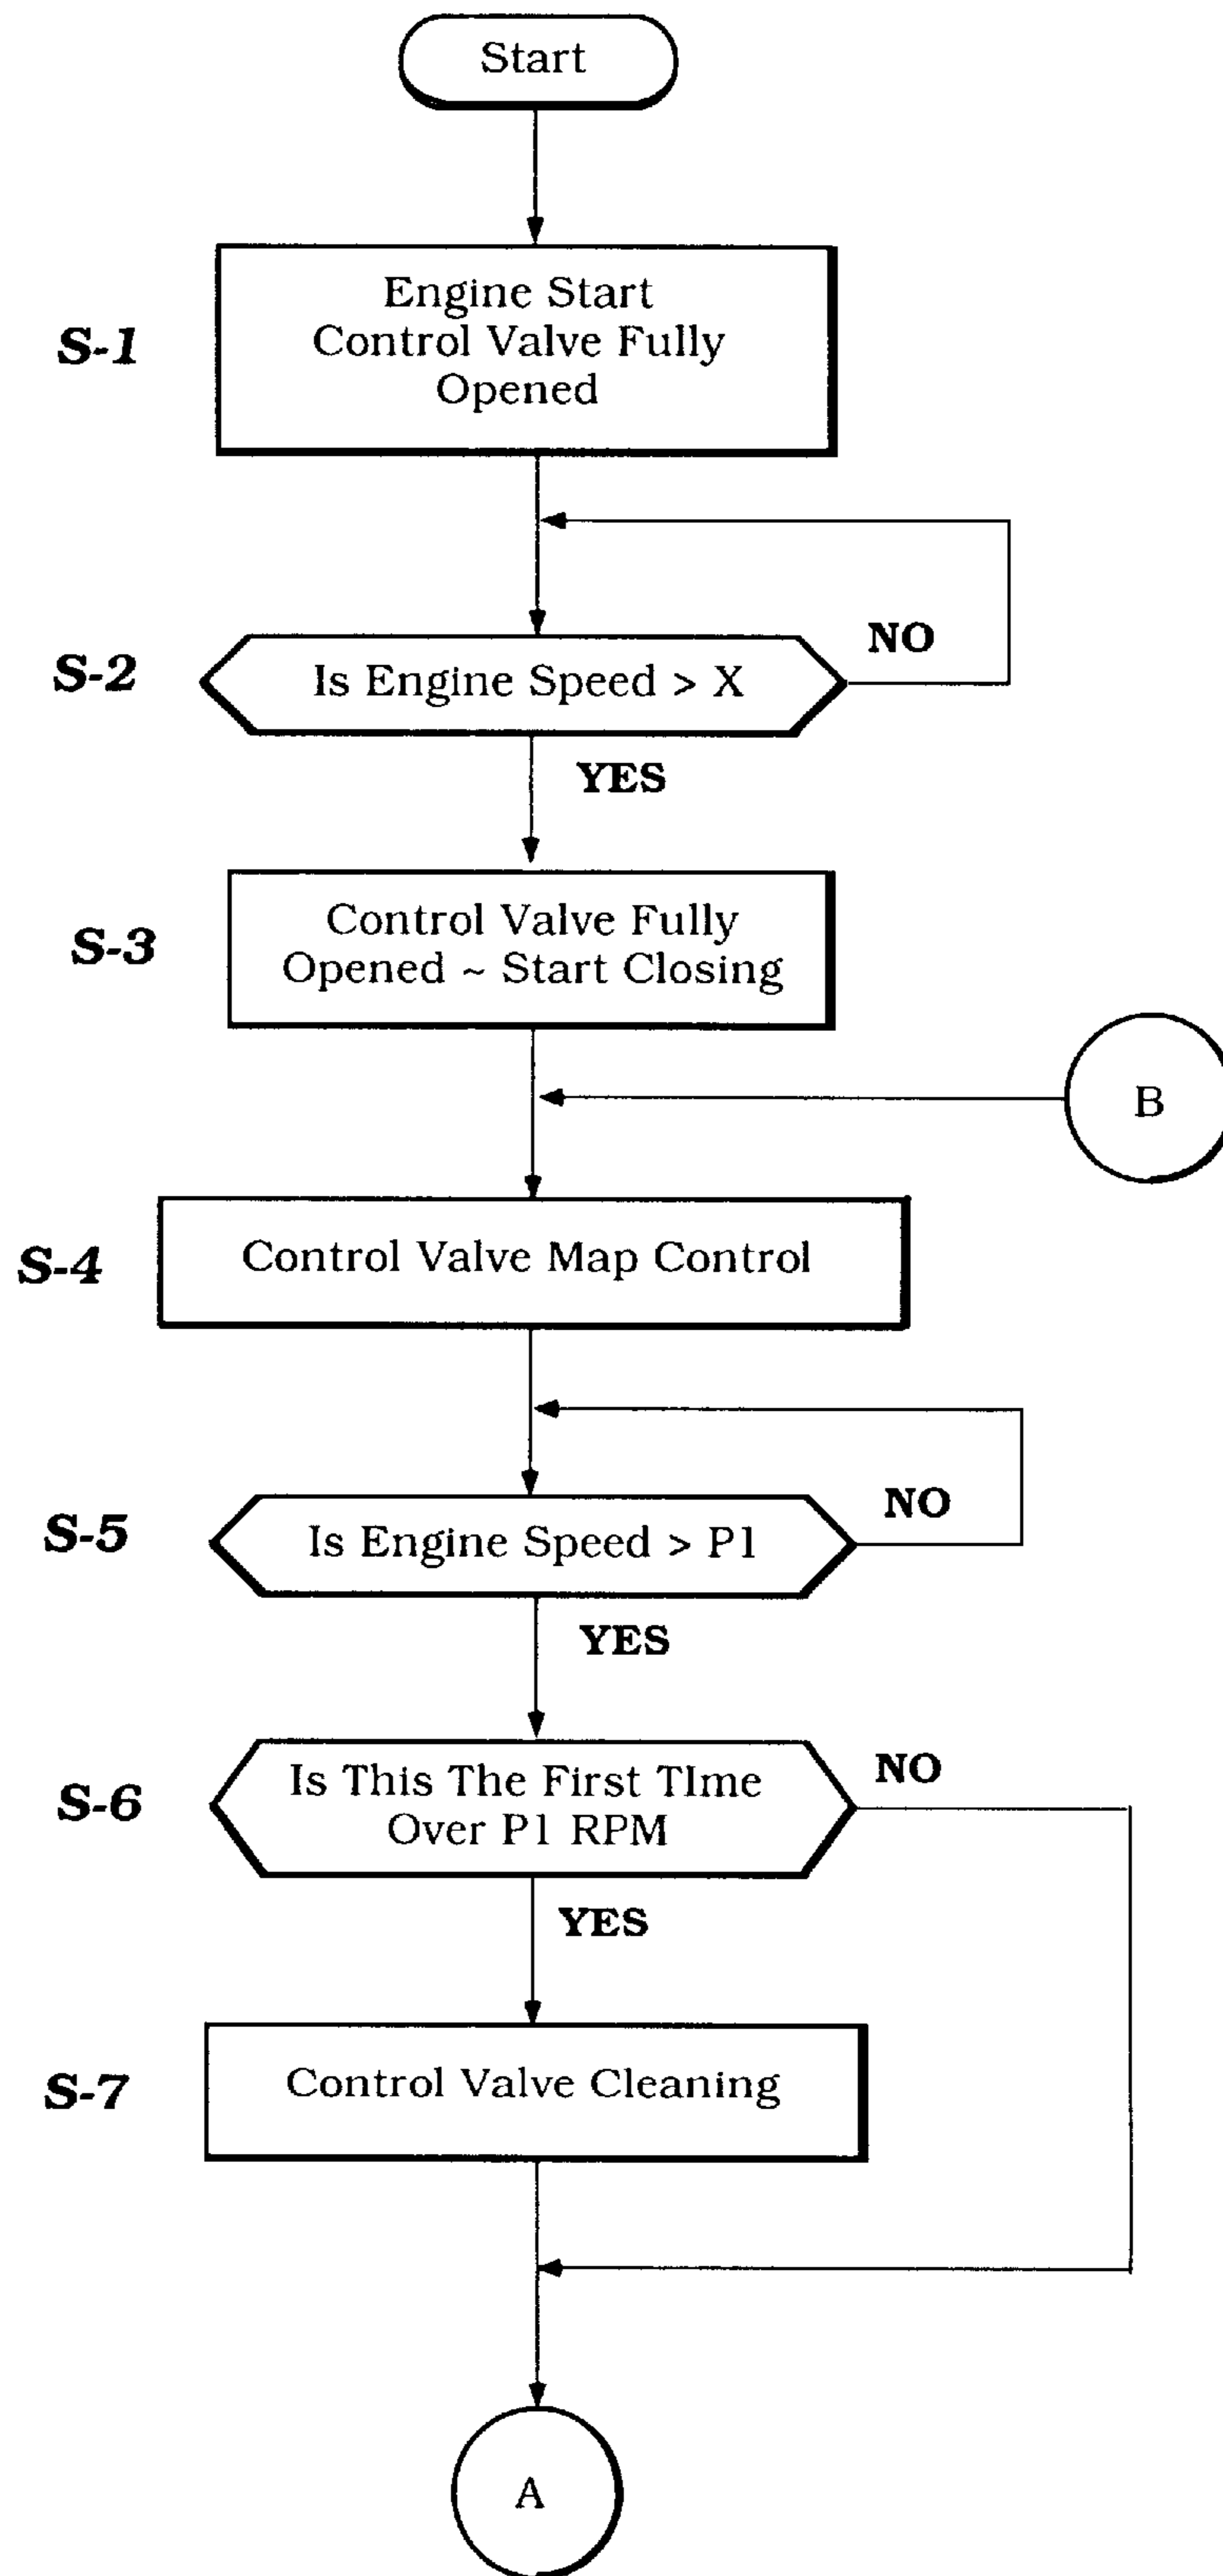 Start
S-1
Engine Start
Control Valve Fully
Opened
S-2
Is Engine Speed > X
NO
YES
S-3
Control Valve Fully
Opened ~ Start Closing
B
S-4
Control Valve Map Control
S-5
Is Engine Speed > P1
NO
YES
S-6
Is This The First TIme
Over P1 RPM
NO
YES
S-7
Control Valve Cleaning
A